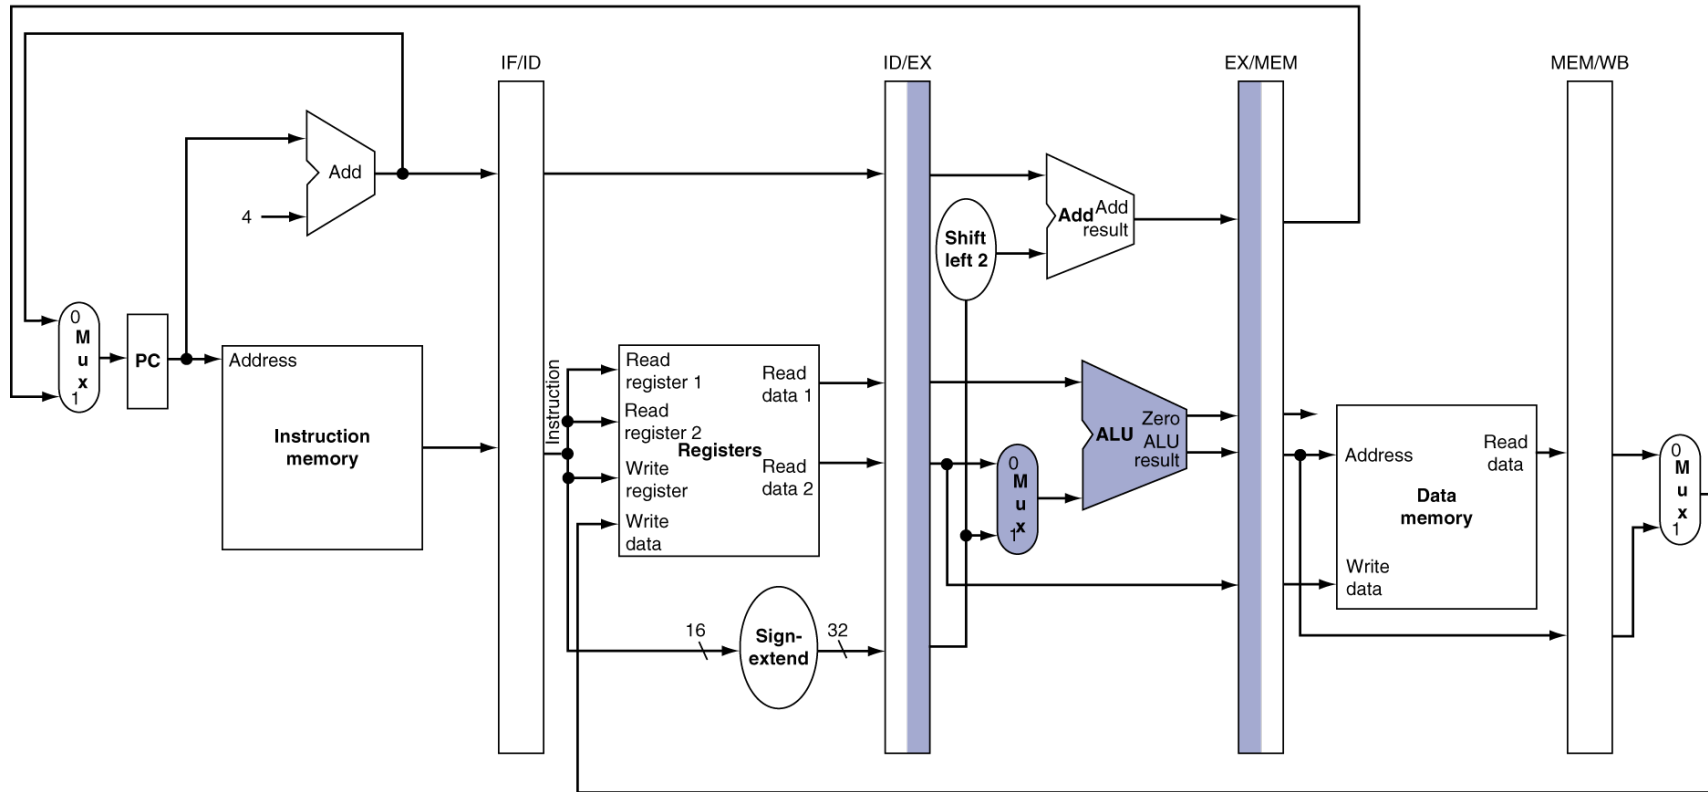 IF/ID
ID/EX
EX/MEM
MEM/WB
Add
4
Add
Add
result
Shift
left 2
0
M
u
x
1
PC
Address
Instruction
memory
Instruction
Read
register 1
Read
register 2
Write
register
Write
data
Registers
Read
data 1
Read
data 2
16
Sign-
extend
32
0
M
u
x
1
ALU
Zero
ALU
result
Address
Read
data
Data
memory
Write
data
0
M
u
x
1